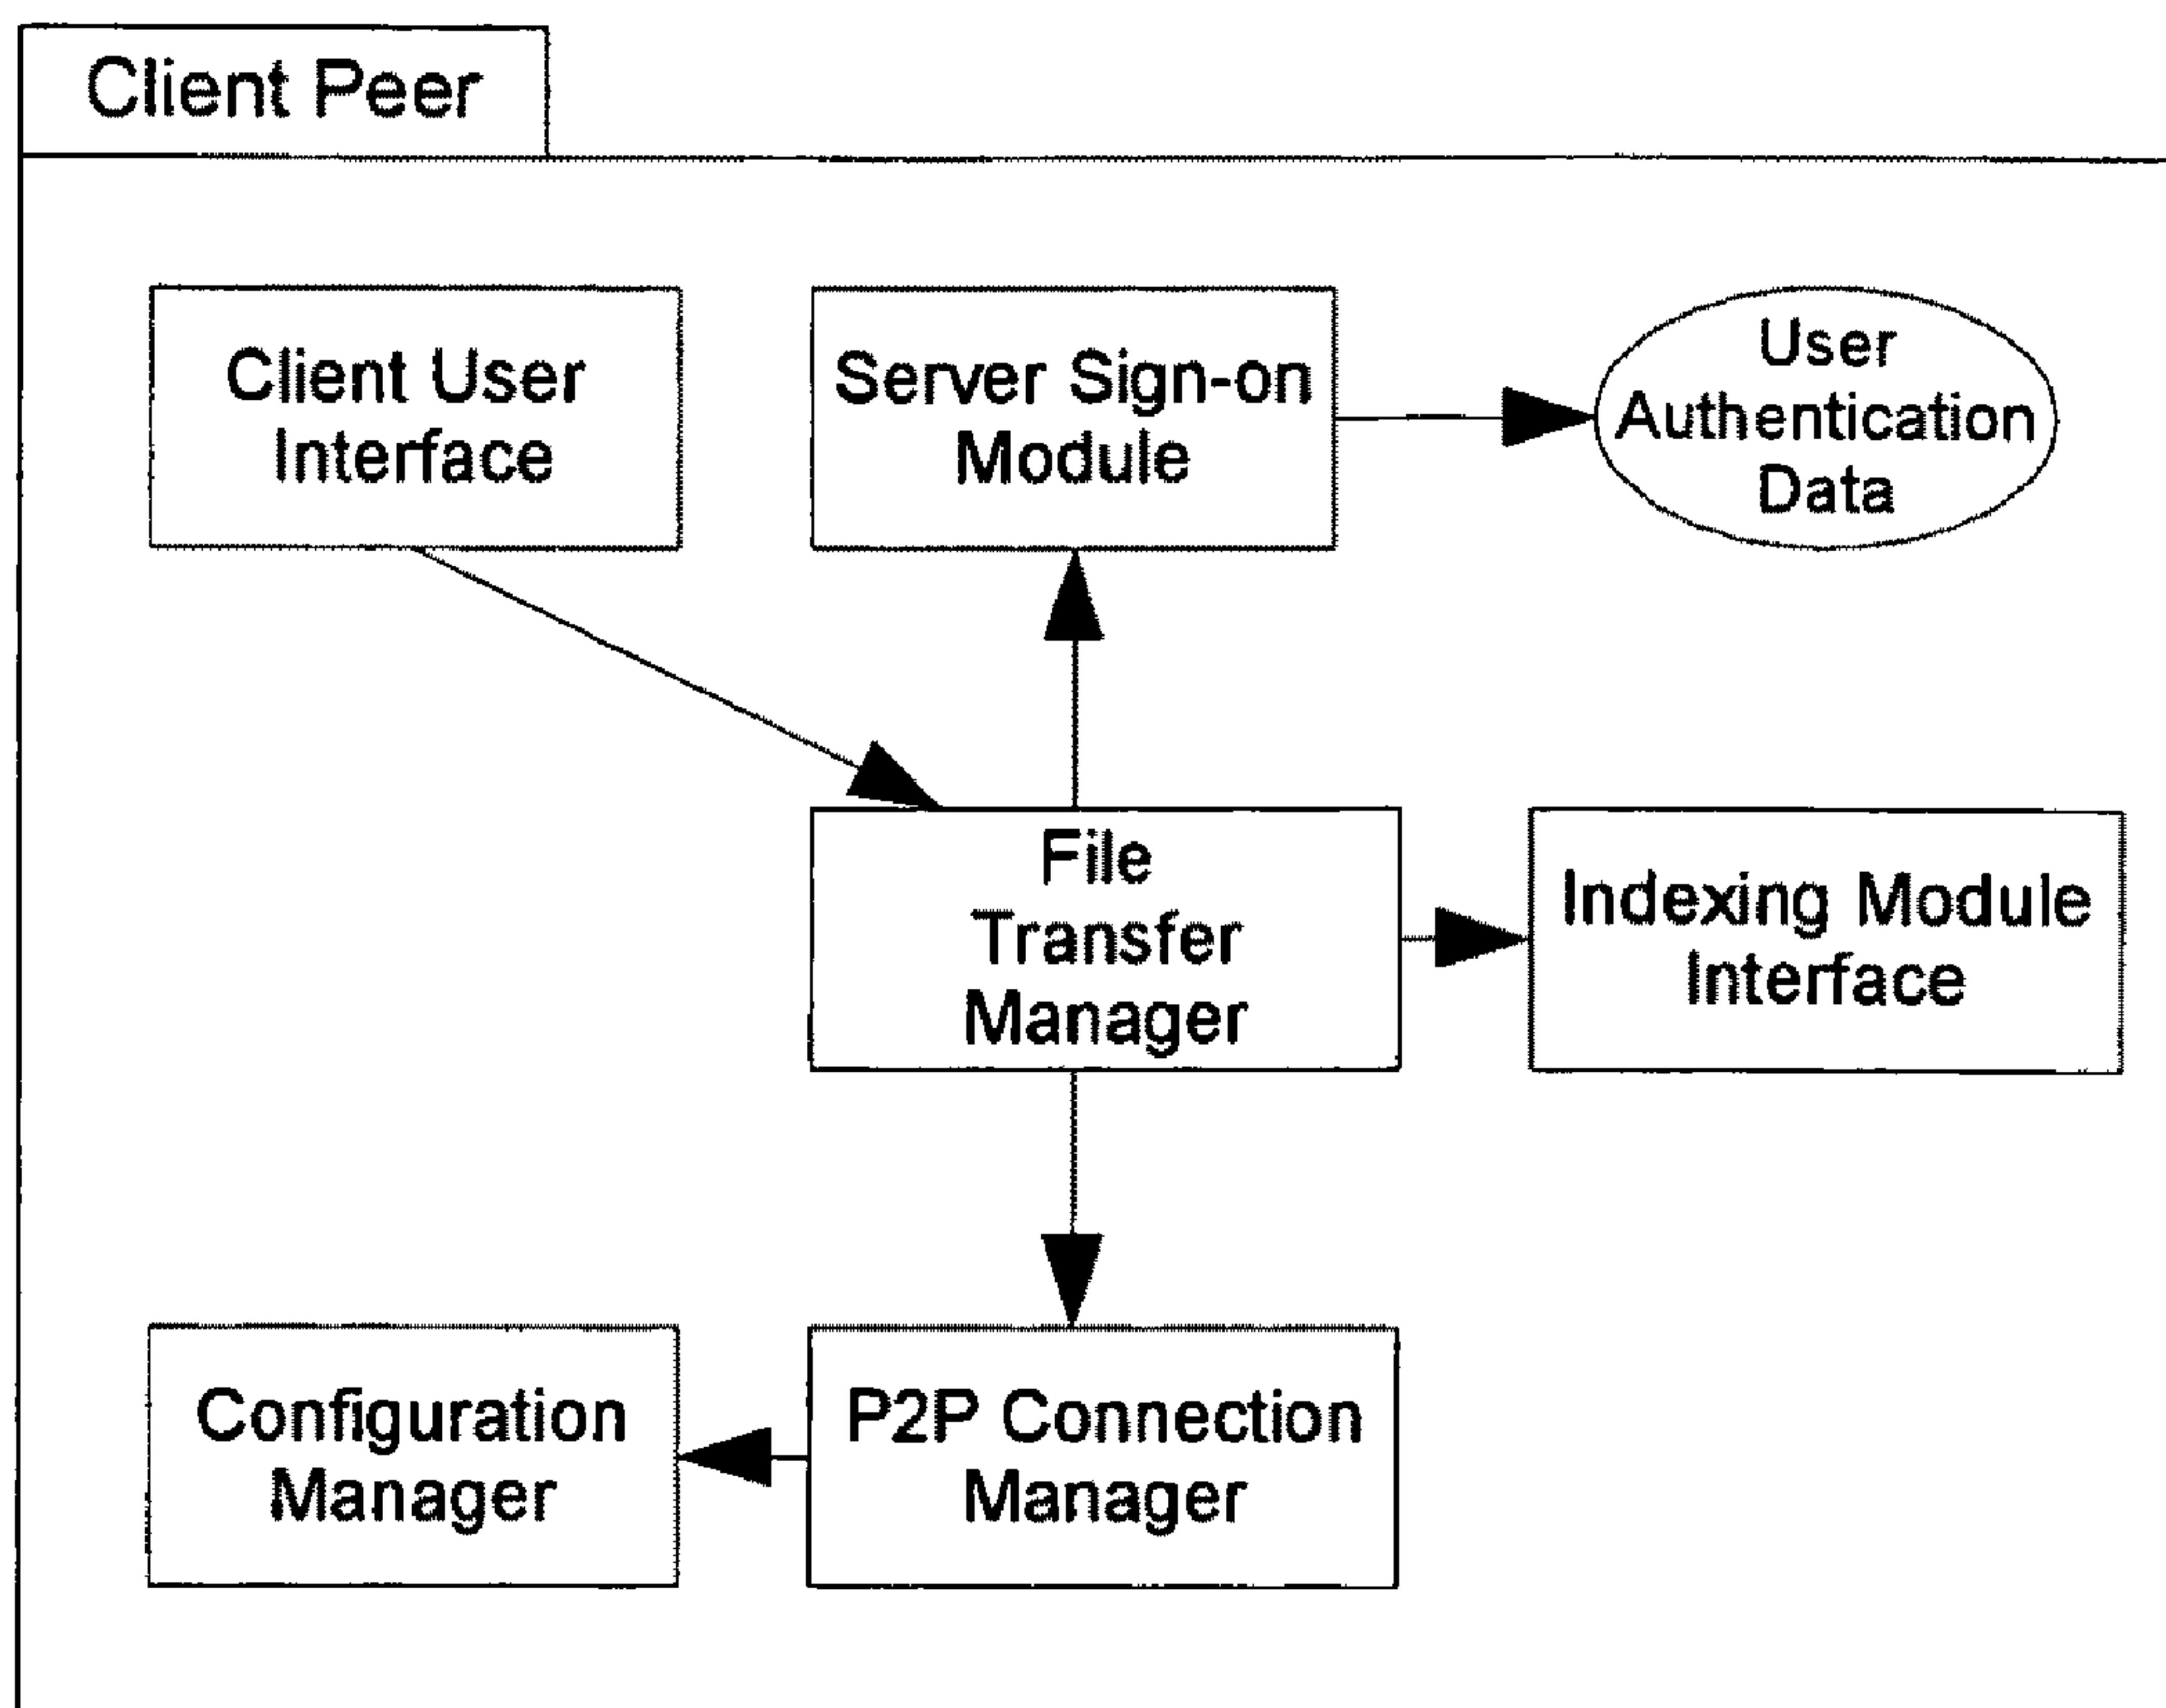 Client Peer
Client User
Interface
Server Sign-on
Module
User
Authentication
Data
File
Transfer
Manager
Indexing Module
Interface
Configuration
Manager
P2P Connection
Manager